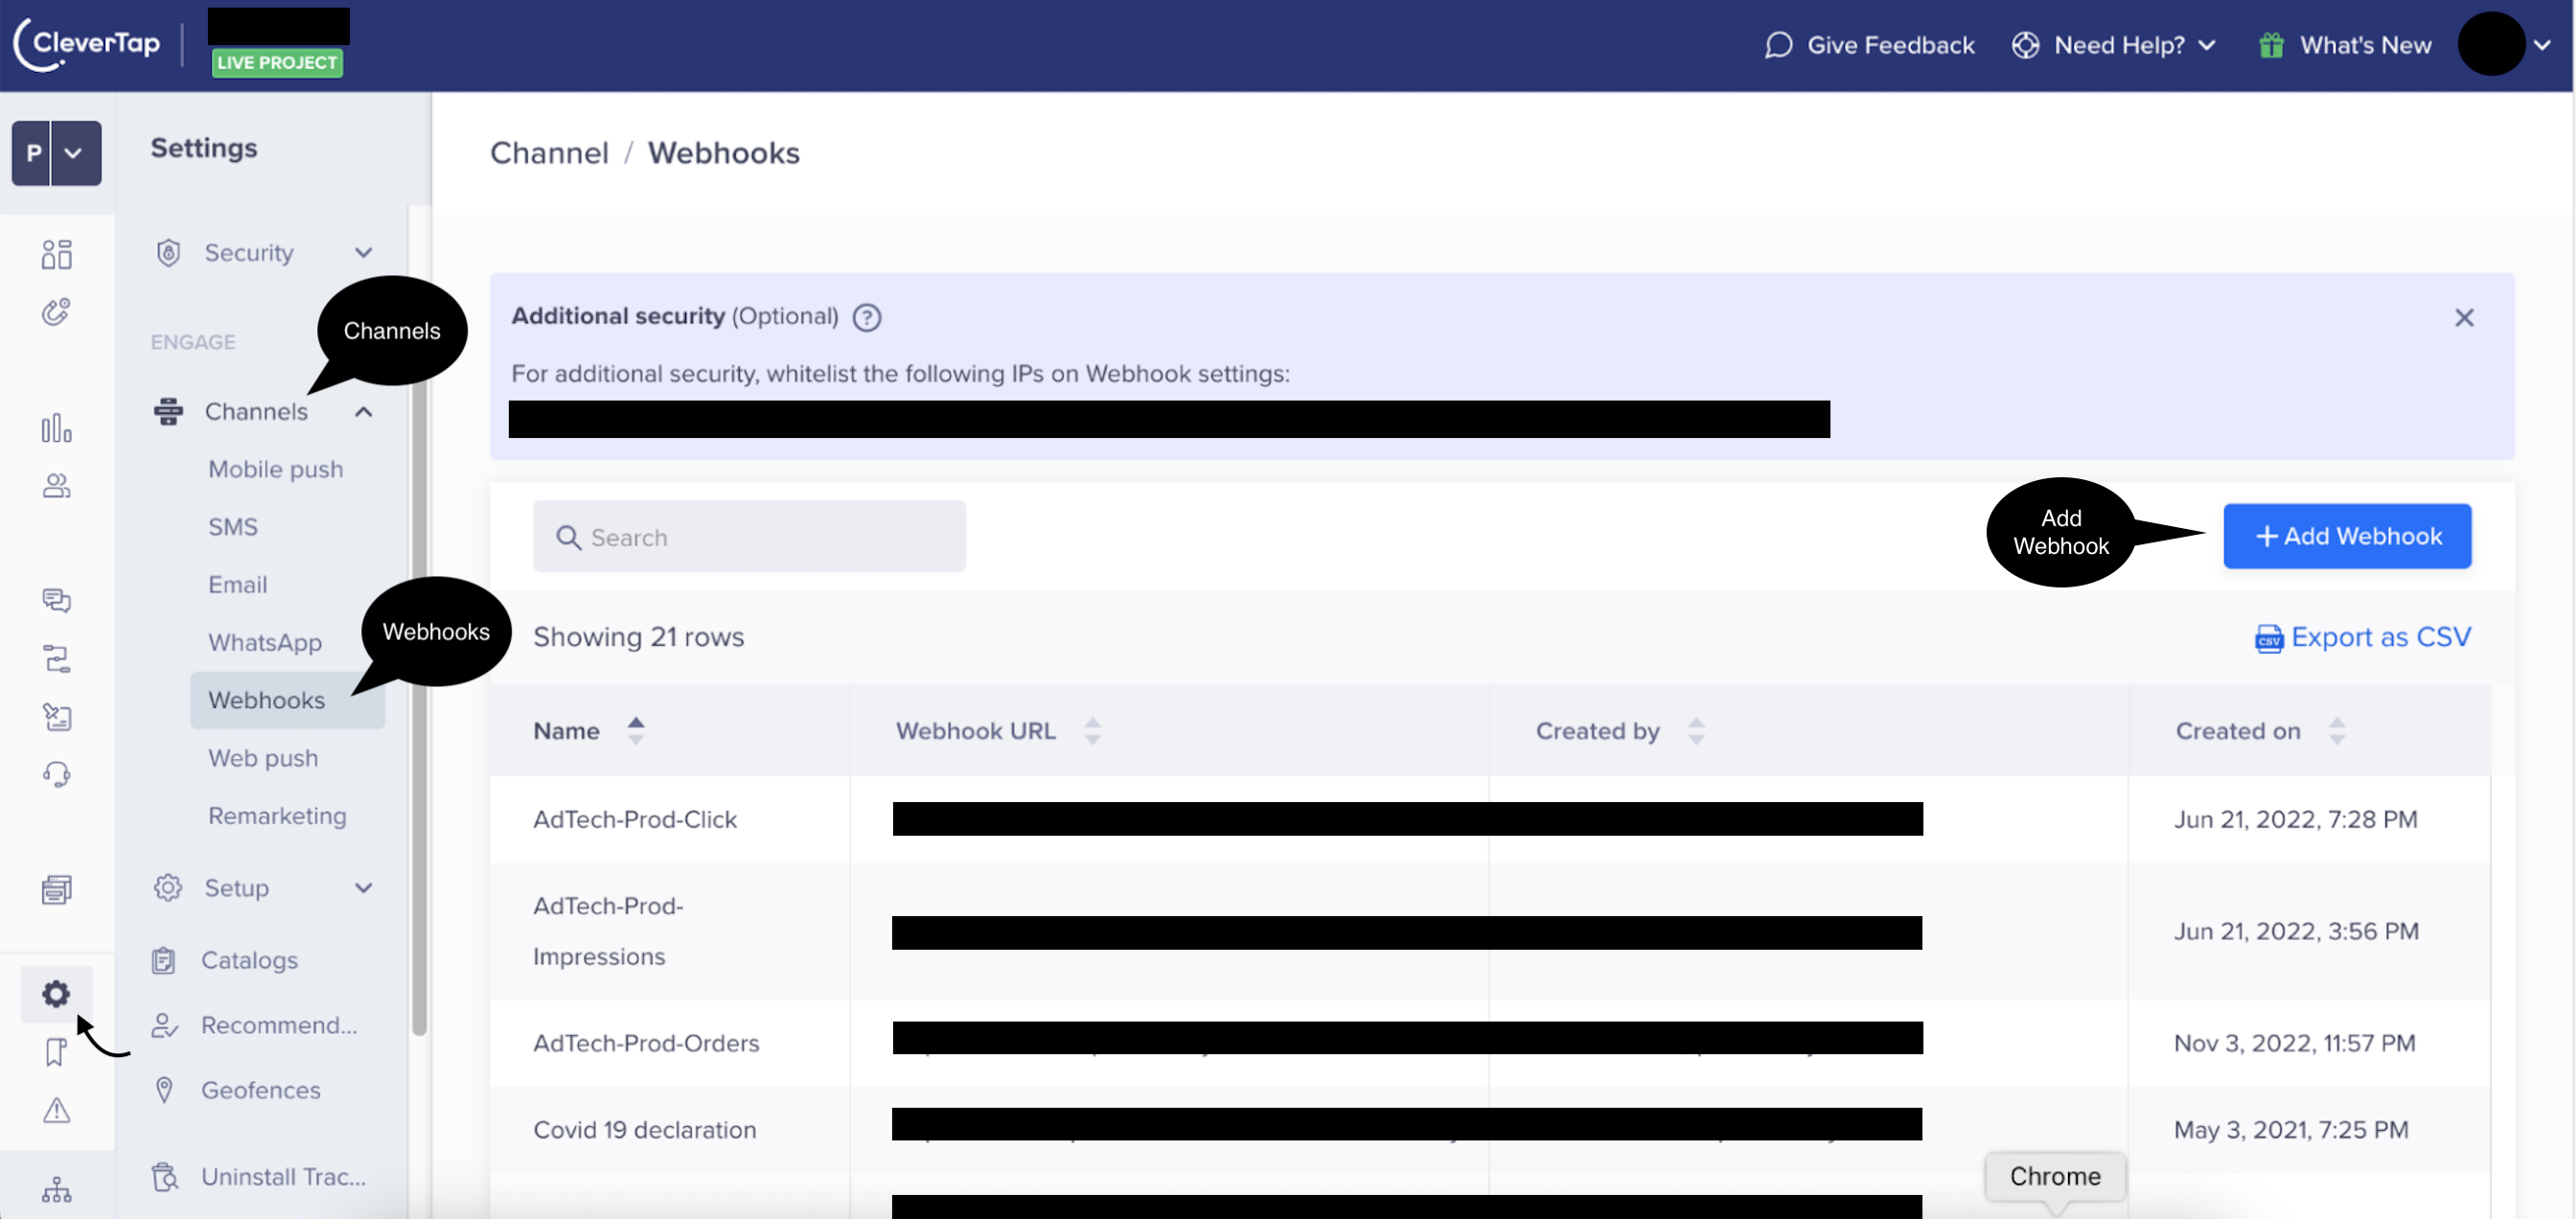 CleverTap
LIVE PROJECT
Give Feedback
Need Help?
What's New
P
Settings
Security
ENGAGE
Channels
Channels
Mobile push
SMS
Email
WhatsApp
Webhooks
Webhooks
Web push
Remarketing
Setup
Catalogs
Recommend...
Geofences
Uninstall Trac...
Channel / Webhooks
Additional security (Optional) ?
For additional security, whitelist the following IPs on Webhook settings:
Search
Add
Webhook
+ Add Webhook
Showing 21 rows
CSV Export as CSV
Name Webhook URL Created by Created on
AdTech-Prod-Click Jun 21, 2022, 7:28 PM
AdTech-Prod-
Impressions Jun 21, 2022, 3:56 PM
AdTech-Prod-Orders Nov 3, 2022, 11:57 PM
Covid 19 declaration May 3, 2021, 7:25 PM
Chrome